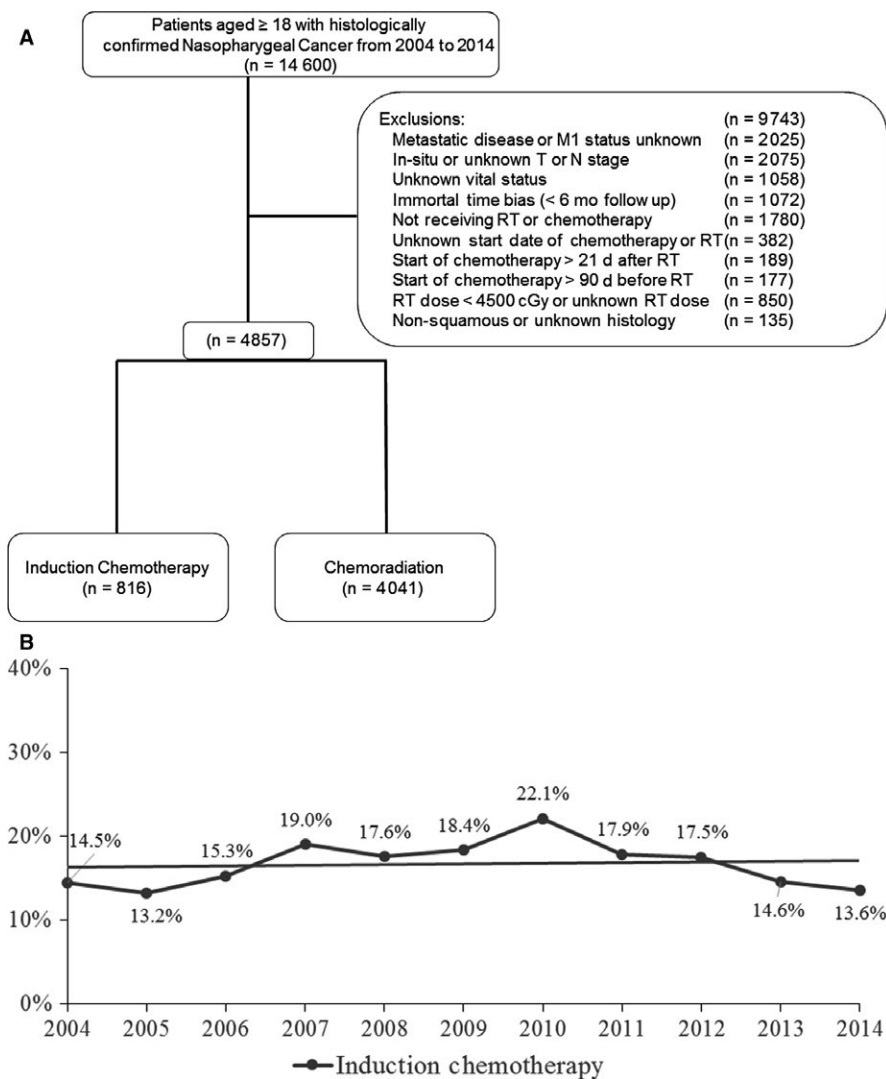 A
Patients aged ≥ 18 with histologically
confirmed Nasopharygeal Cancer from 2004 to 2014
(n = 14 600)
Exclusions: (n = 9743)
Metastatic disease or M1 status unknown (n = 2025)
In-situ or unknown T or N stage (n = 2075)
Unknown vital status (n = 1058)
Immortal time bias (< 6 mo follow up) (n = 1072)
Not receiving RT or chemotherapy (n = 1780)
Unknown start date of chemotherapy or RT (n = 382)
Start of chemotherapy > 21 d after RT (n = 189)
Start of chemotherapy > 90 d before RT (n = 177)
RT dose < 4500 cGy or unknown RT dose (n = 850)
Non-squamous or unknown histology (n = 135)
(n = 4857)
Induction Chemotherapy
(n = 816)
Chemoradiation
(n = 4041)
B
40%
30%
20%
10%
0%
14.5%
13.2%
15.3%
19.0%
17.6%
18.4%
22.1%
17.9%
17.5%
14.6%
13.6%
2004 2005 2006 2007 2008 2009 2010 2011 2012 2013 2014
Induction chemotherapy